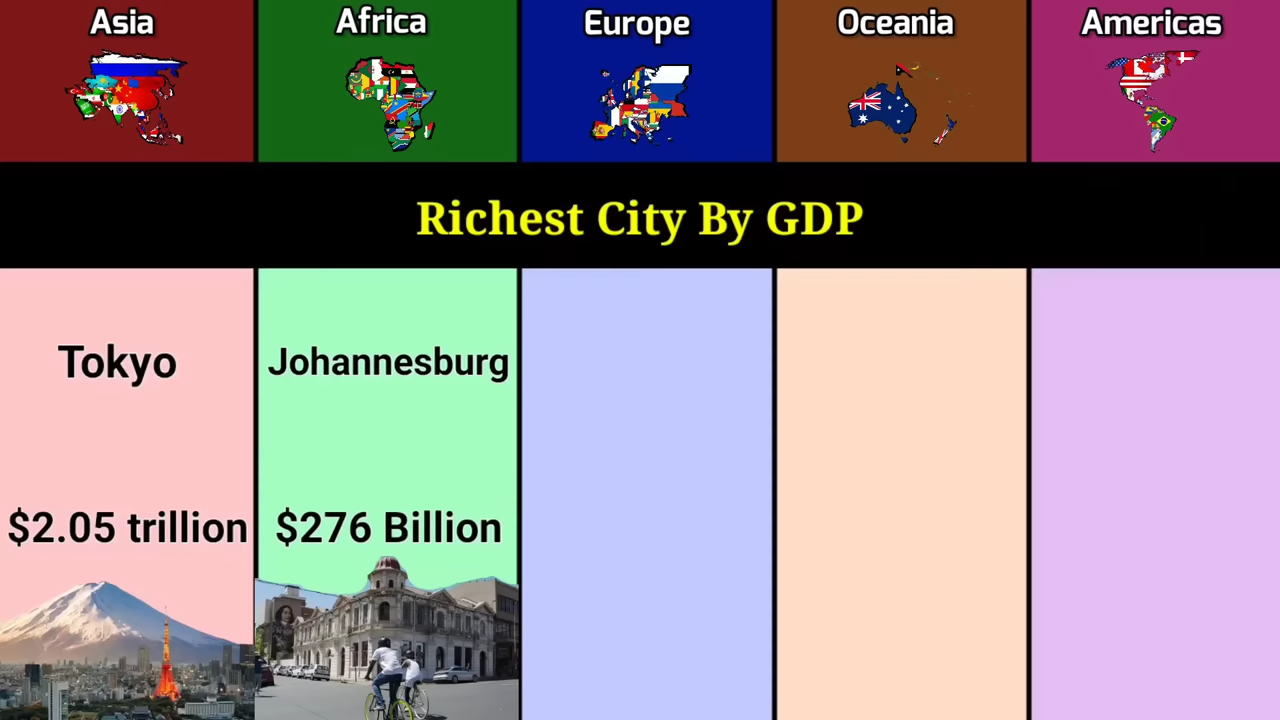 Asia
Africa
Europe
Oceania
Americas
Richest City By GDP
Tokyo
Johannesburg
$2.05 trillion
$276 Billion